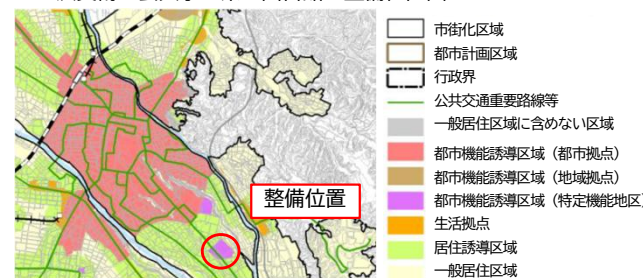 整備位置
市街化区域
都市計画区域
行政界
公共交通重要路線等
一般居住区域に含めない区域
都市機能誘導区域（都市拠点）
都市機能誘導区域（地域拠点）
都市機能誘導区域（特定機能地区）
生活拠点
居住誘導区域
一般居住区域